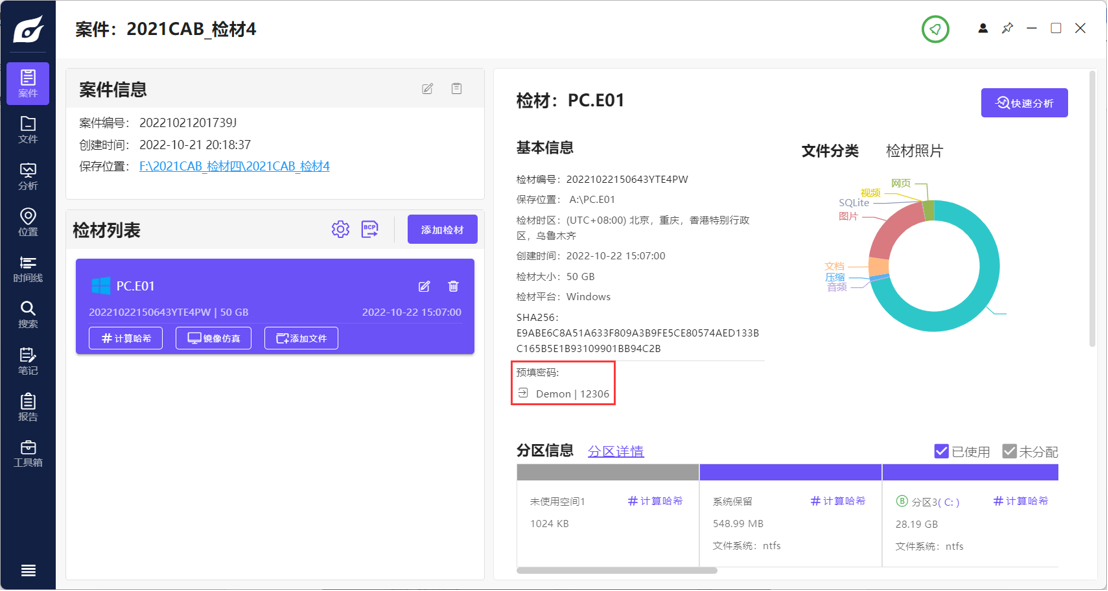 案件：2021CAB_检材4
案件
文件
分析
位置
时间线
搜索
笔记
报告
工具箱
案件信息
案件编号： 20221021201739J
创建时间： 2022-10-21 20:18:37
保存位置： F:\2021CAB_检材四\2021CAB_检材4
检材列表
BCP
添加检材
PC.E01
20221022150643YTE4PW | 50 GB
2022-10-22 15:07:00
计算哈希
镜像仿真
添加文件
检材：PC.E01
快速分析
基本信息
检材编号：20221022150643YTE4PW
保存位置： A:\PC.E01
检材时区：(UTC+08:00) 北京，重庆，香港特别行政
区，乌鲁木齐
创建时间：2022-10-22 15:07:00
检材大小：50 GB
检材平台：Windows
SHA256：
E9ABE6C8A51A633F809A3B9FE5CE80574AED133B
C165B5E1B93109901BB94C2B
预填密码：
Demon | 12306
文件分类
检材照片
网页
视频
SQLite
图片
文档
压缩
音频
分区信息
分区详情
已使用
未分配
未使用空间1
计算哈希
1024 KB
系统保留
计算哈希
548.99 MB
文件系统：ntfs
B
分区3( C: )
计算哈希
28.19 GB
文件系统：ntfs